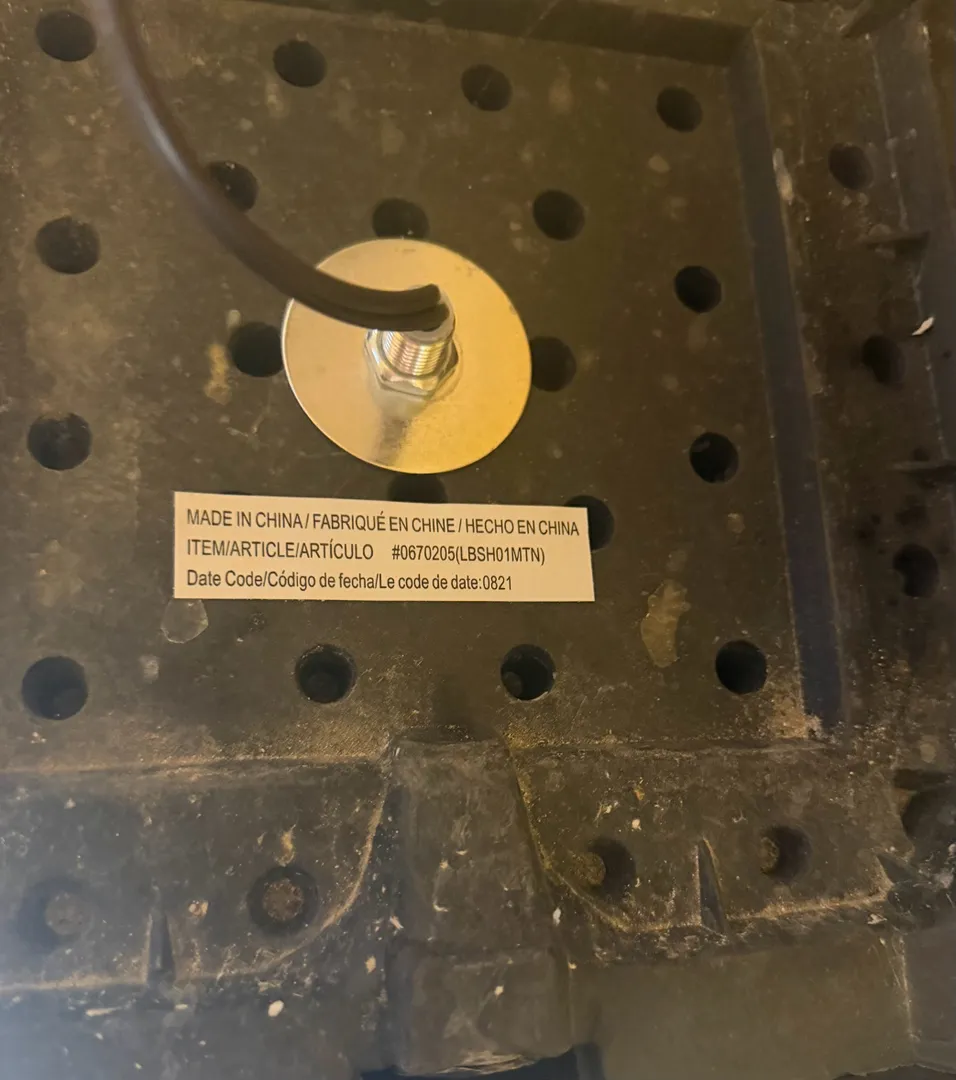 MADE IN CHINA / FABRIQUÉ EN CHINE / HECHO EN CHINA
ITEM/ARTICLE/ARTÍCULO #0670205(LBSH01MTN)
Date Code/Código de fecha/Le code de date:0821